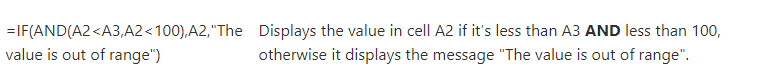 =IF(AND(A2<A3,A2<100),A2,"The
value is out of range")
Displays the value in cell A2 if it's less than A3 AND less than 100,
otherwise it displays the message "The value is out of range".